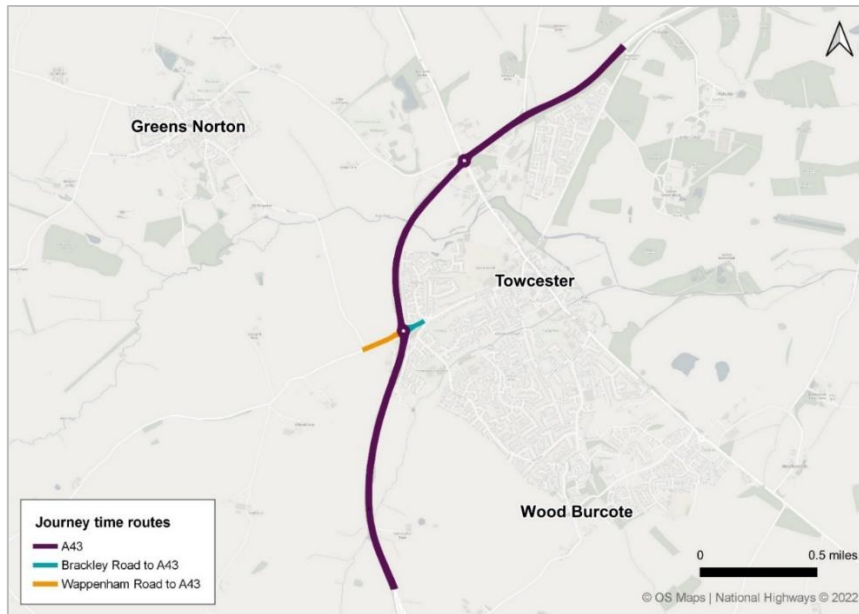 Greens Norton
Towcester
Wood Burcote
Journey time routes
A43
Brackley Road to A43
Wappenham Road to A43
0 0.5 miles
© OS Maps | National Highways © 2022